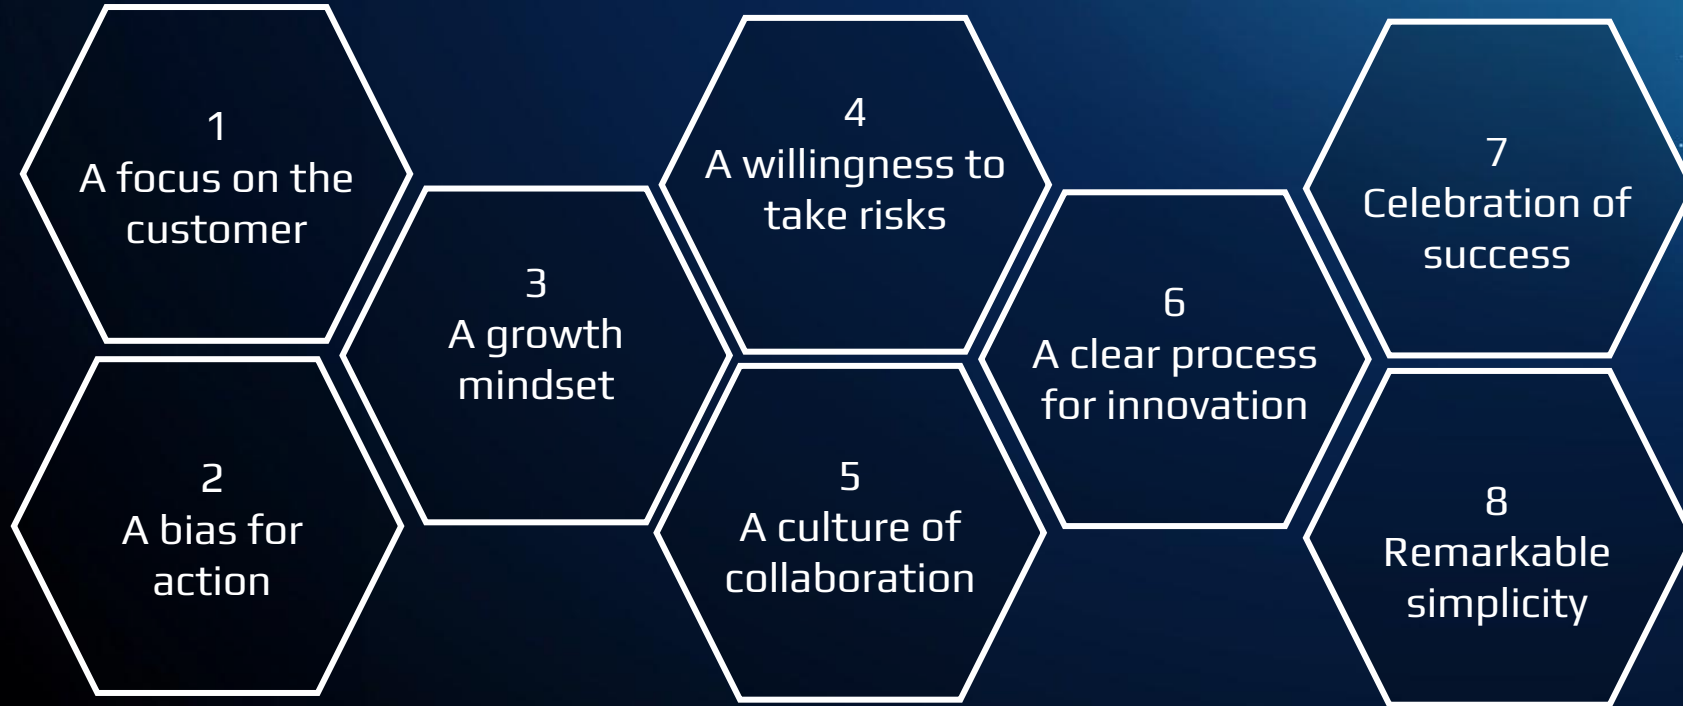 1
A focus on the
customer
2
A bias for
action
3
A growth
mindset
4
A willingness to
take risks
5
A culture of
collaboration
6
A clear process
for innovation
7
Celebration of
success
8
Remarkable
simplicity